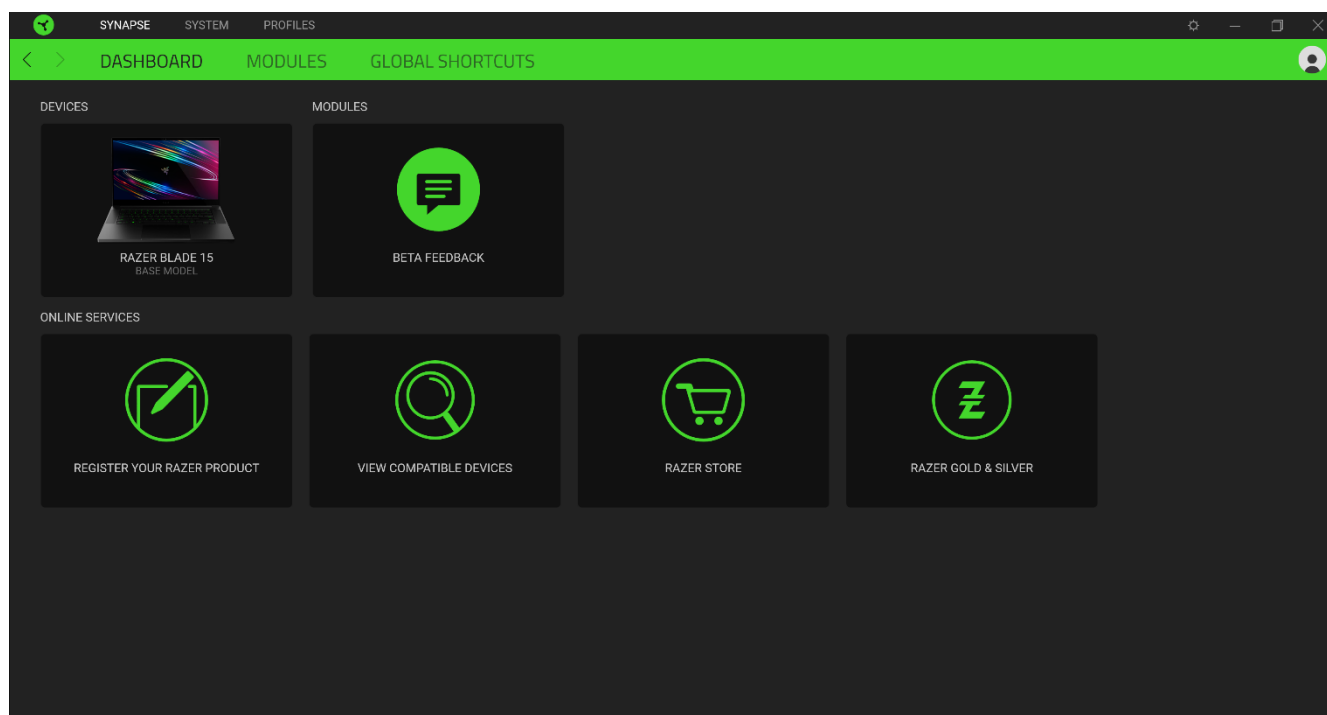 SYNAPSE SYSTEM PROFILES
DASHBOARD MODULES GLOBAL SHORTCUTS
DEVICES MODULES
RAZER BLADE 15
BASE MODEL
BETA FEEDBACK
ONLINE SERVICES
REGISTER YOUR RAZER PRODUCT
VIEW COMPATIBLE DEVICES
RAZER STORE
RAZER GOLD & SILVER